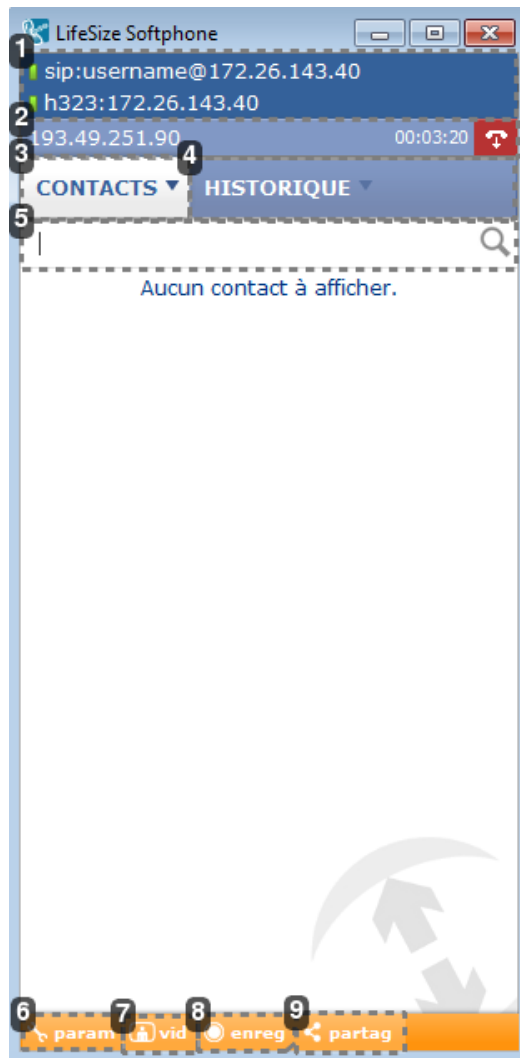 LifeSize Softphone
1
sip:username@172.26.143.40
h323:172.26.143.40
2
193.49.251.90 00:03:20
3 4
CONTACTS HISTORIQUE
5
Aucun contact à afficher.
6 7 8 9
param vid enreg partag